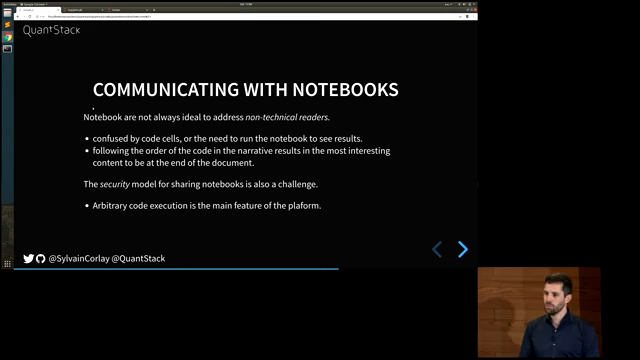 QuantStack
COMMUNICATING WITH NOTEBOOKS
Notebook are not always ideal to address non-technical readers.
• confused by code cells, or the need to run the notebook to see results.
• following the order of the code in the narrative results in the most interesting
content to be at the end of the document.
The security model for sharing notebooks is also a challenge.
• Arbitrary code execution is the main feature of the plaform.
@SylvainCorlay @QuantStack